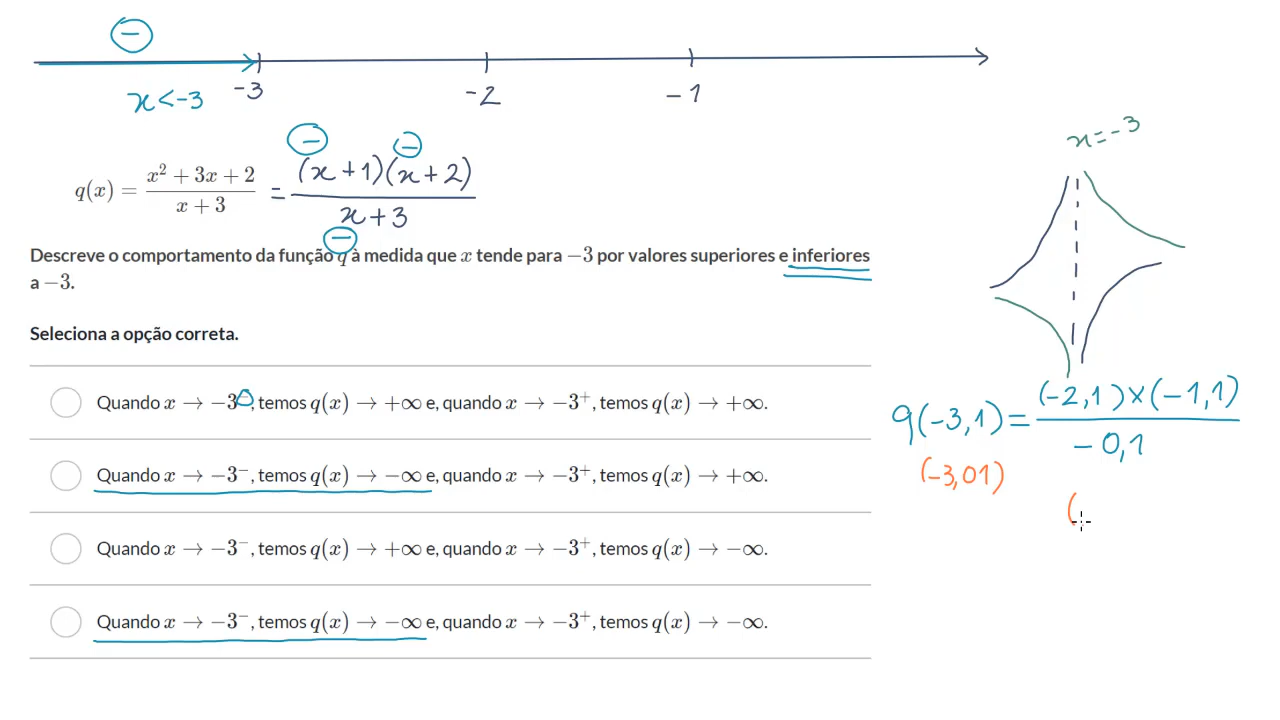 −
x < -3
-3
-2
-1
x = -3
− −
q(x) = x² + 3x + 2 / x + 3 = (x + 1)(x + 2) / x + 3
−
Descreve o comportamento da função q à medida que x tende para −3 por valores superiores e inferiores
a −3.
Seleciona a opção correta.
Quando x → −3⁻, temos q(x) → +∞ e, quando x → −3⁺, temos q(x) → +∞.
Quando x → −3⁻, temos q(x) → −∞ e, quando x → −3⁺, temos q(x) → +∞.
Quando x → −3⁻, temos q(x) → +∞ e, quando x → −3⁺, temos q(x) → −∞.
Quando x → −3⁻, temos q(x) → −∞ e, quando x → −3⁺, temos q(x) → −∞.
q(-3,1) = (-2,1) × (-1,1) / -0,1
(-3,01)
(